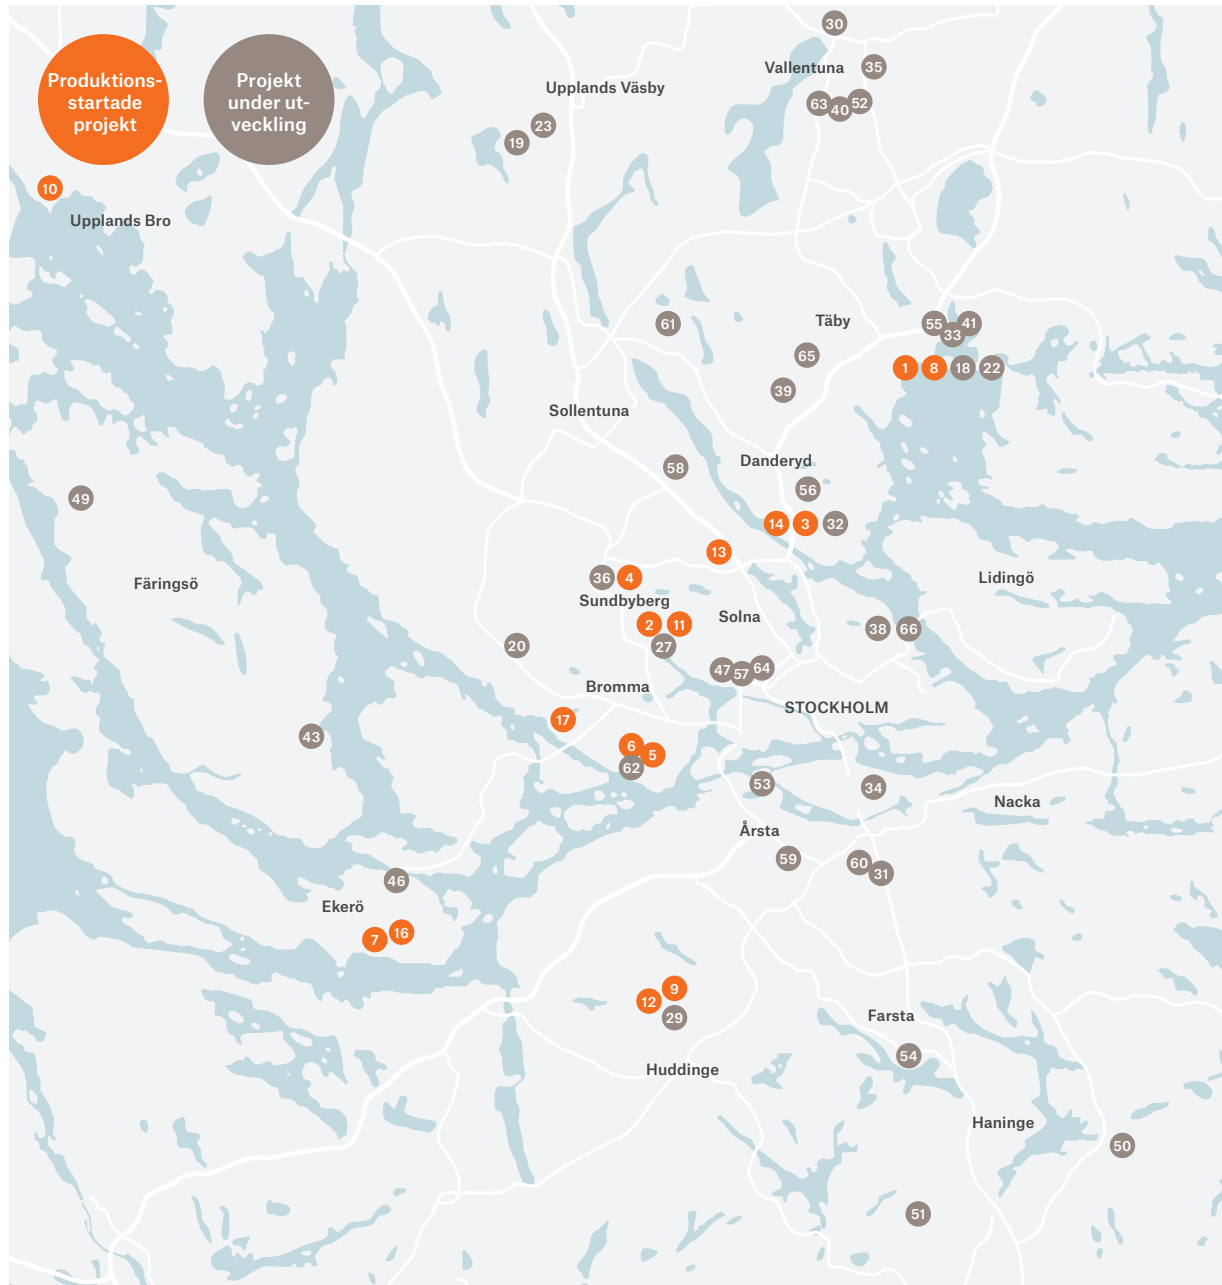 Produktions-
startade
projekt
Projekt
under ut-
veckling
30
Vallentuna
35
Upplands Väsby
63
40
52
23
19
10
Upplands Bro
61
Täby
55
41
33
65
1
8
18
22
39
Sollentuna
Danderyd
58
56
49
14
3
32
13
Färingsö
36
4
Lidingö
Sundbyberg
Solna
2
11
38
66
20
27
47
57
64
Bromma
STOCKHOLM
17
43
6
5
62
53
34
Nacka
Årsta
59
60
31
46
Ekerö
7
16
9
12
29
Farsta
54
Huddinge
Haninge
50
51